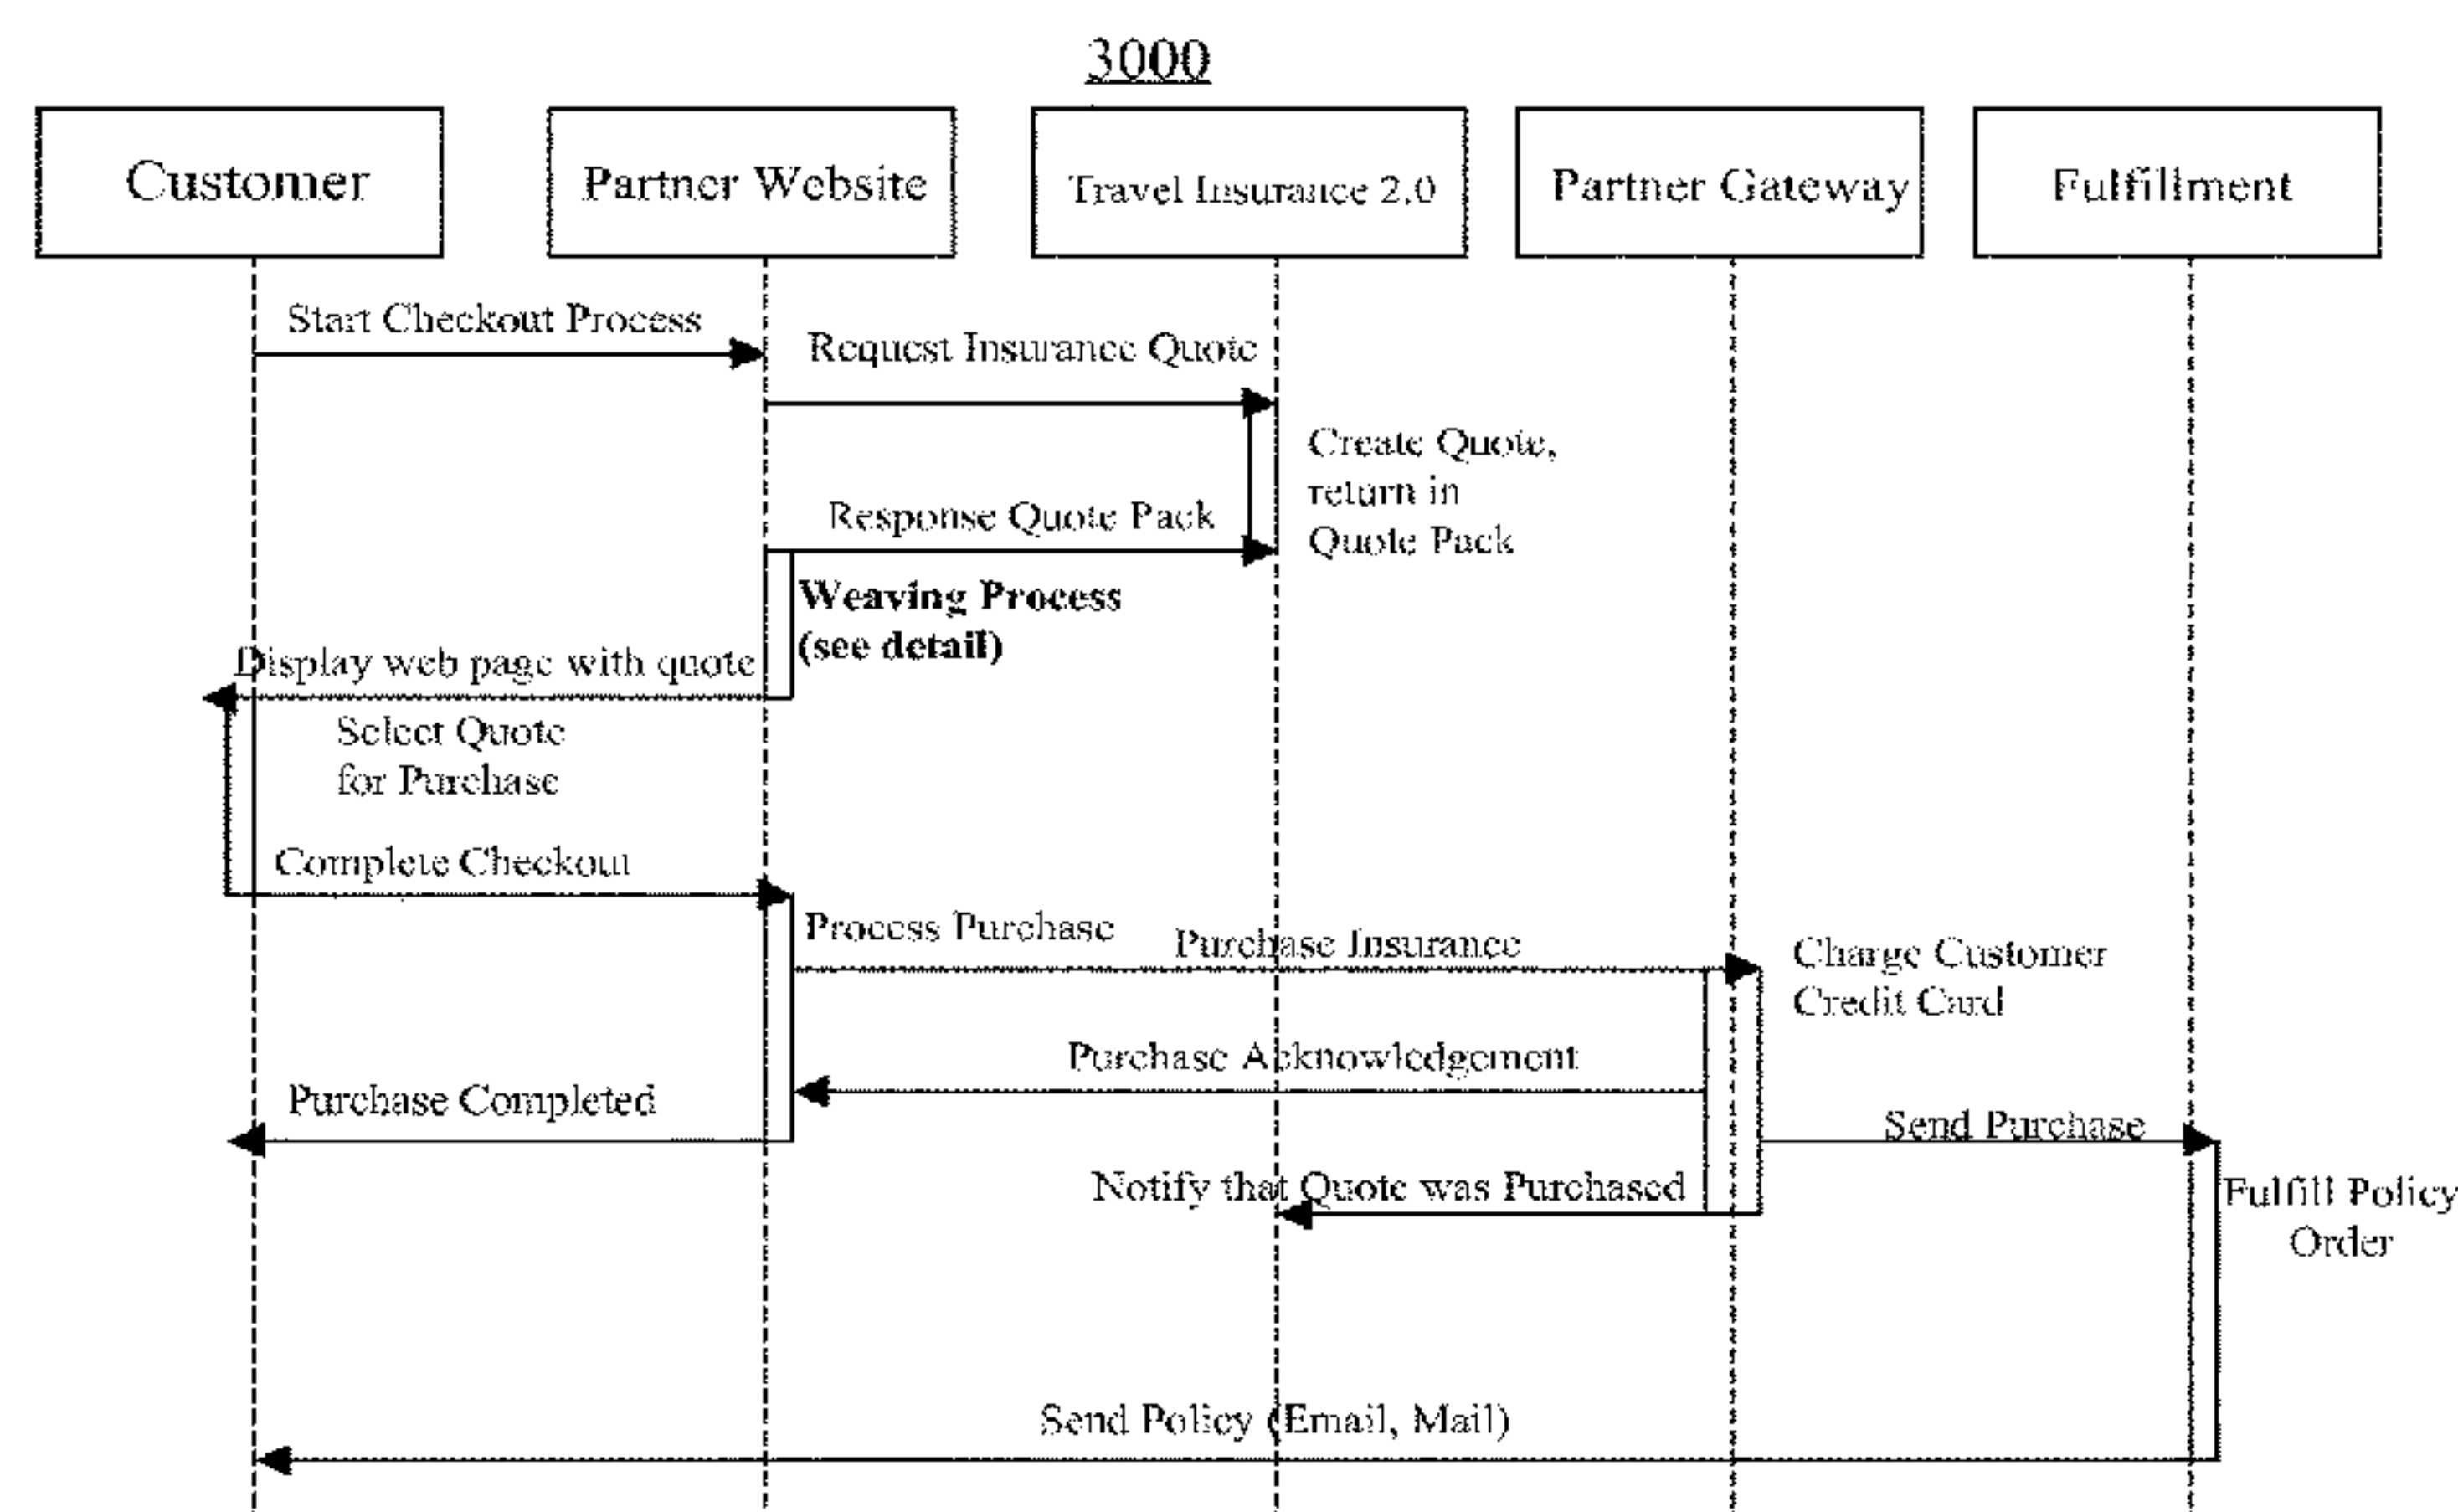 3000
Customer
Partner Website
Travel Insurance 2.0
Partner Gateway
Fulfillment
Start Checkout Process
Request Insurance Quote
Create Quote,
return in
Quote Pack
Response Quote Pack
Weaving Process
(see detail)
Display web page with quote
Select Quote
for Purchase
Complete Checkout
Process Purchase
Purchase Insurance
Charge Customer
Credit Card
Purchase Acknowledgement
Purchase Completed
Send Purchase
Notify that Quote was Purchased
Fulfill Policy
Order
Send Policy (Email, Mail)